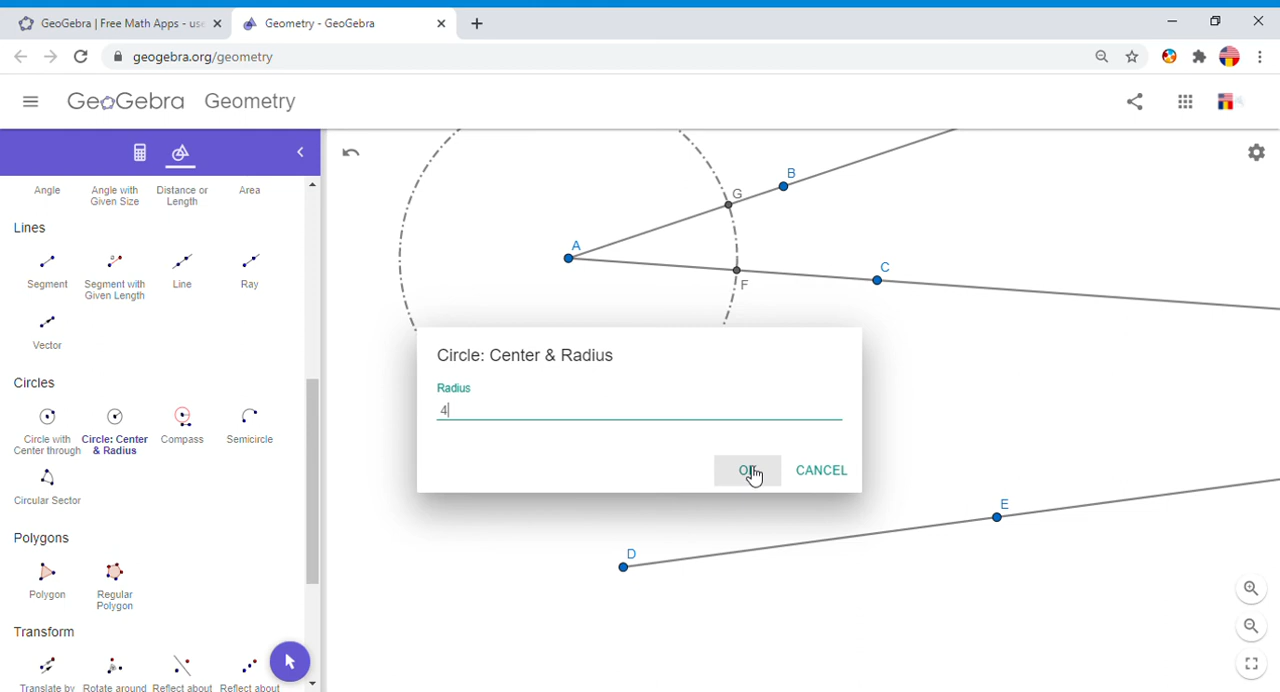 GeoGebra | Free Math Apps - use
Geometry - GeoGebra
geogebra.org/geometry
GeoGebra Geometry
Angle
Angle with
Given Size
Distance or
Length
Area
Lines
Segment
Segment with
Given Length
Line
Ray
Vector
Circles
Circle with
Center through
Circle: Center
& Radius
Compass
Semicircle
Circular Sector
Polygons
Polygon
Regular
Polygon
Transform
Translate by
Rotate around
Reflect about
Reflect about
A
B
G
C
F
Circle: Center & Radius
Radius
4
OK
CANCEL
D
E